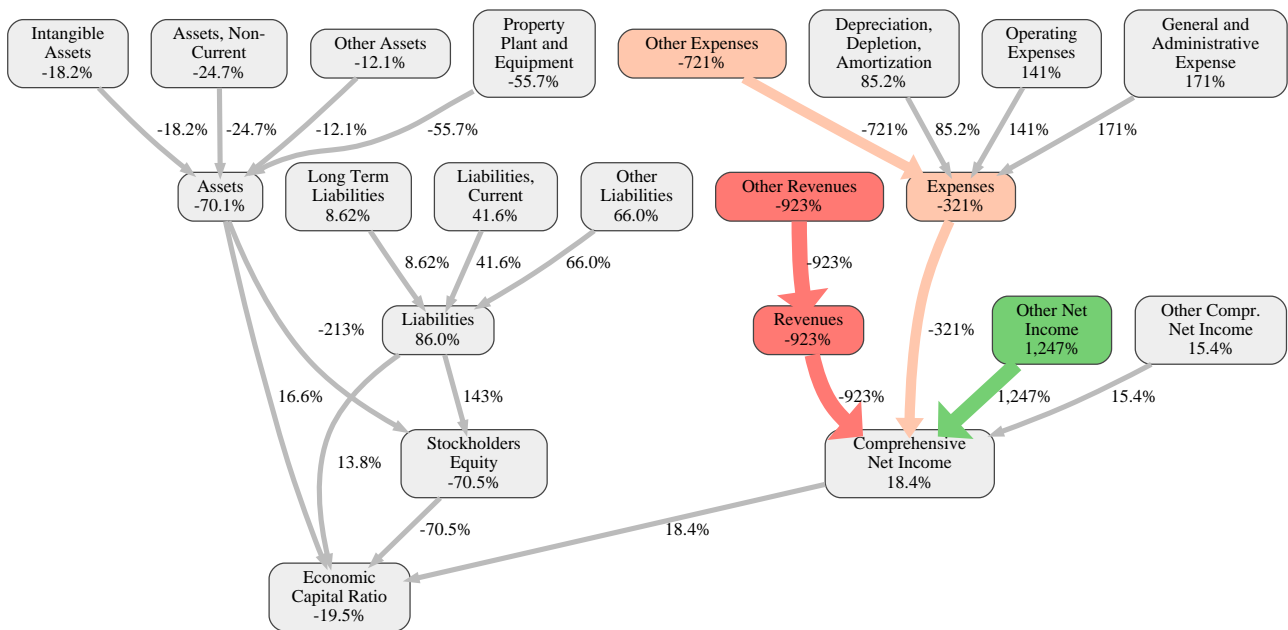 Intangible
Assets
-18.2%
Assets, Non-
Current
-24.7%
Other Assets
-12.1%
Property
Plant and
Equipment
-55.7%
Other Expenses
-721%
Depreciation,
Depletion,
Amortization
85.2%
Operating
Expenses
141%
General and
Administrative
Expense
171%
-18.2%
-24.7%
-12.1%
-55.7%
-721%
85.2%
141%
171%
Assets
-70.1%
Long Term
Liabilities
8.62%
Liabilities,
Current
41.6%
Other
Liabilities
66.0%
Other Revenues
-923%
Expenses
-321%
8.62%
41.6%
66.0%
-923%
-213%
Liabilities
86.0%
Revenues
-923%
-321%
Other Net
Income
1,247%
Other Compr.
Net Income
15.4%
16.6%
143%
-923%
1,247%
15.4%
13.8%
Stockholders
Equity
-70.5%
Comprehensive
Net Income
18.4%
-70.5%
18.4%
Economic
Capital Ratio
-19.5%